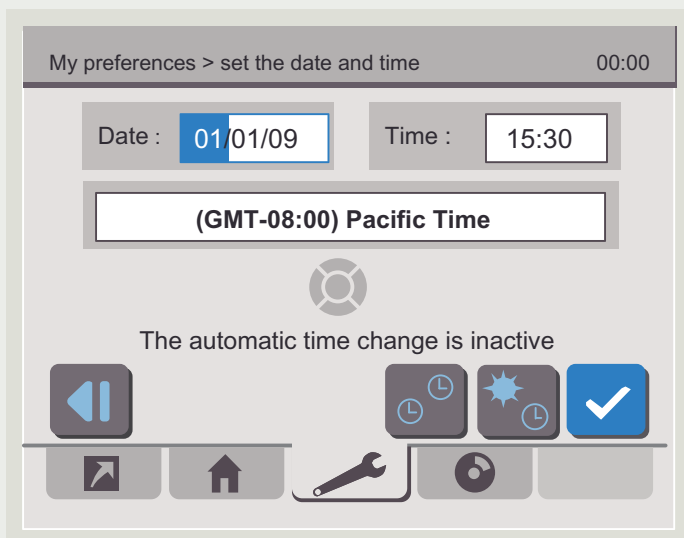 My preferences > set the date and time 00:00
Date : 01/01/09 Time : 15:30
(GMT-08:00) Pacific Time
The automatic time change is inactive